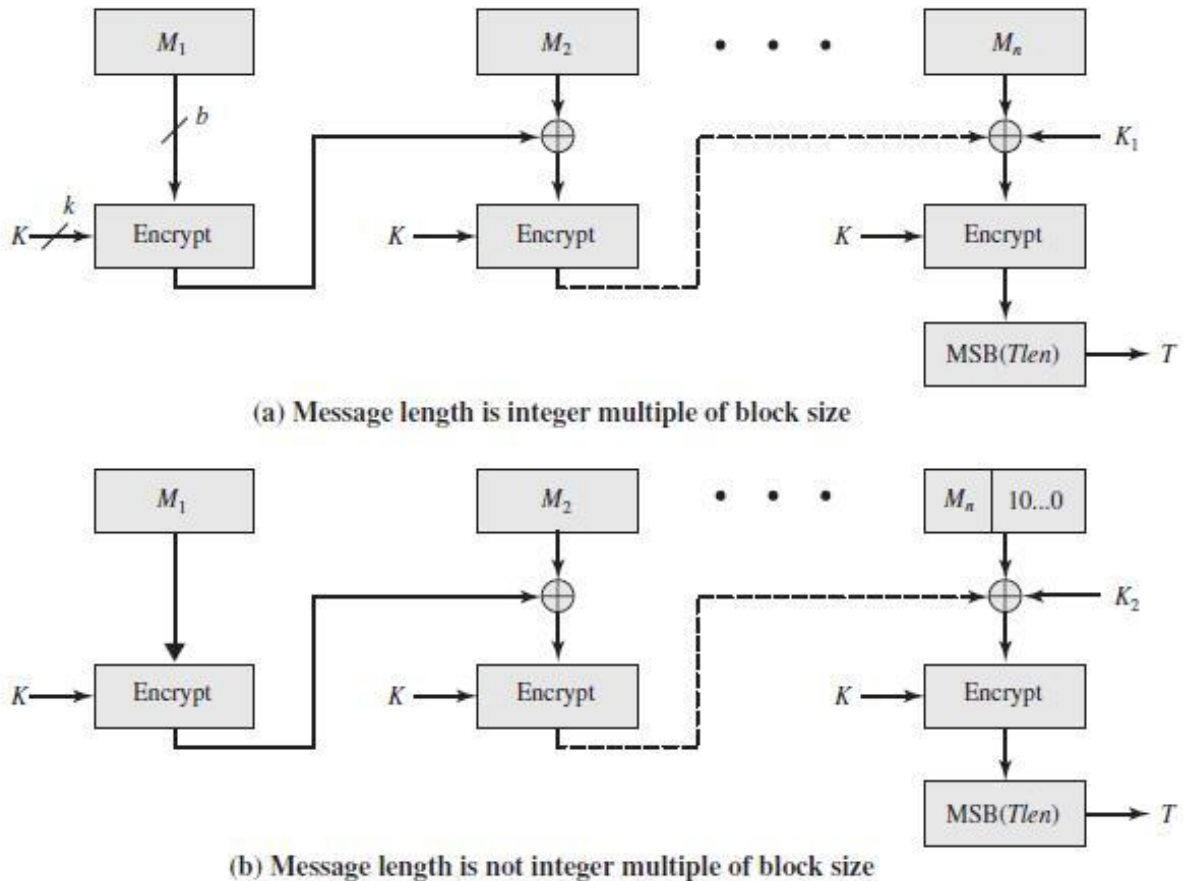 M₁ M₂ • • • Mₙ
b
K₁
k
K Encrypt K Encrypt K Encrypt
MSB(Tlen) T
(a) Message length is integer multiple of block size
M₁ M₂ • • • Mₙ 10...0
K₂
K Encrypt K Encrypt K Encrypt
MSB(Tlen) T
(b) Message length is not integer multiple of block size